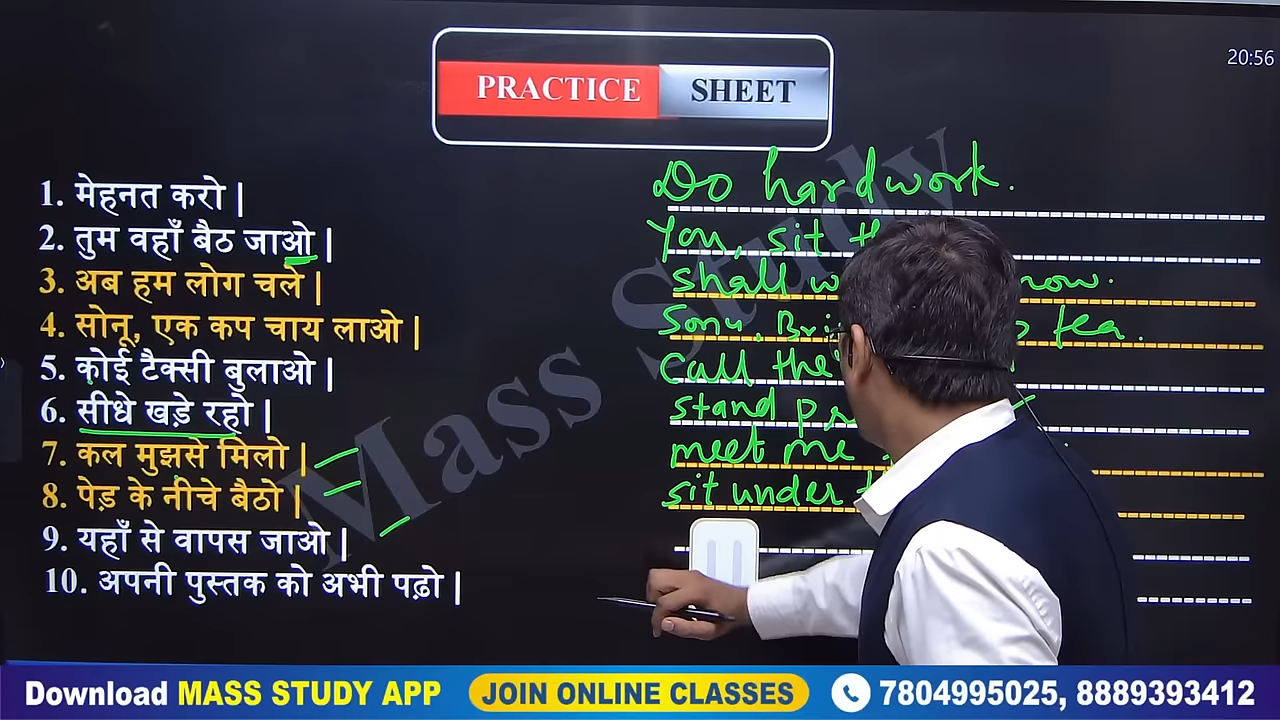 20:56
PRACTICE SHEET
1. मेहनत करो |
Do hardwork.
2. तुम वहाँ बैठ जाओ |
You, sit
3. अब हम लोग चले |
shall now.
4. सोनू, एक कप चाय लाओ |
Sonu, tea.
5. कोई टैक्सी बुलाओ |
Call the
6. सीधे खड़े रहो |
stand
7. कल मुझसे मिलो |
meet me
8. पेड़ के नीचे बैठो |
sit under
9. यहाँ से वापस जाओ |
10. अपनी पुस्तक को अभी पढ़ो |
Mass Study
Download MASS STUDY APP JOIN ONLINE CLASSES 7804995025, 8889393412